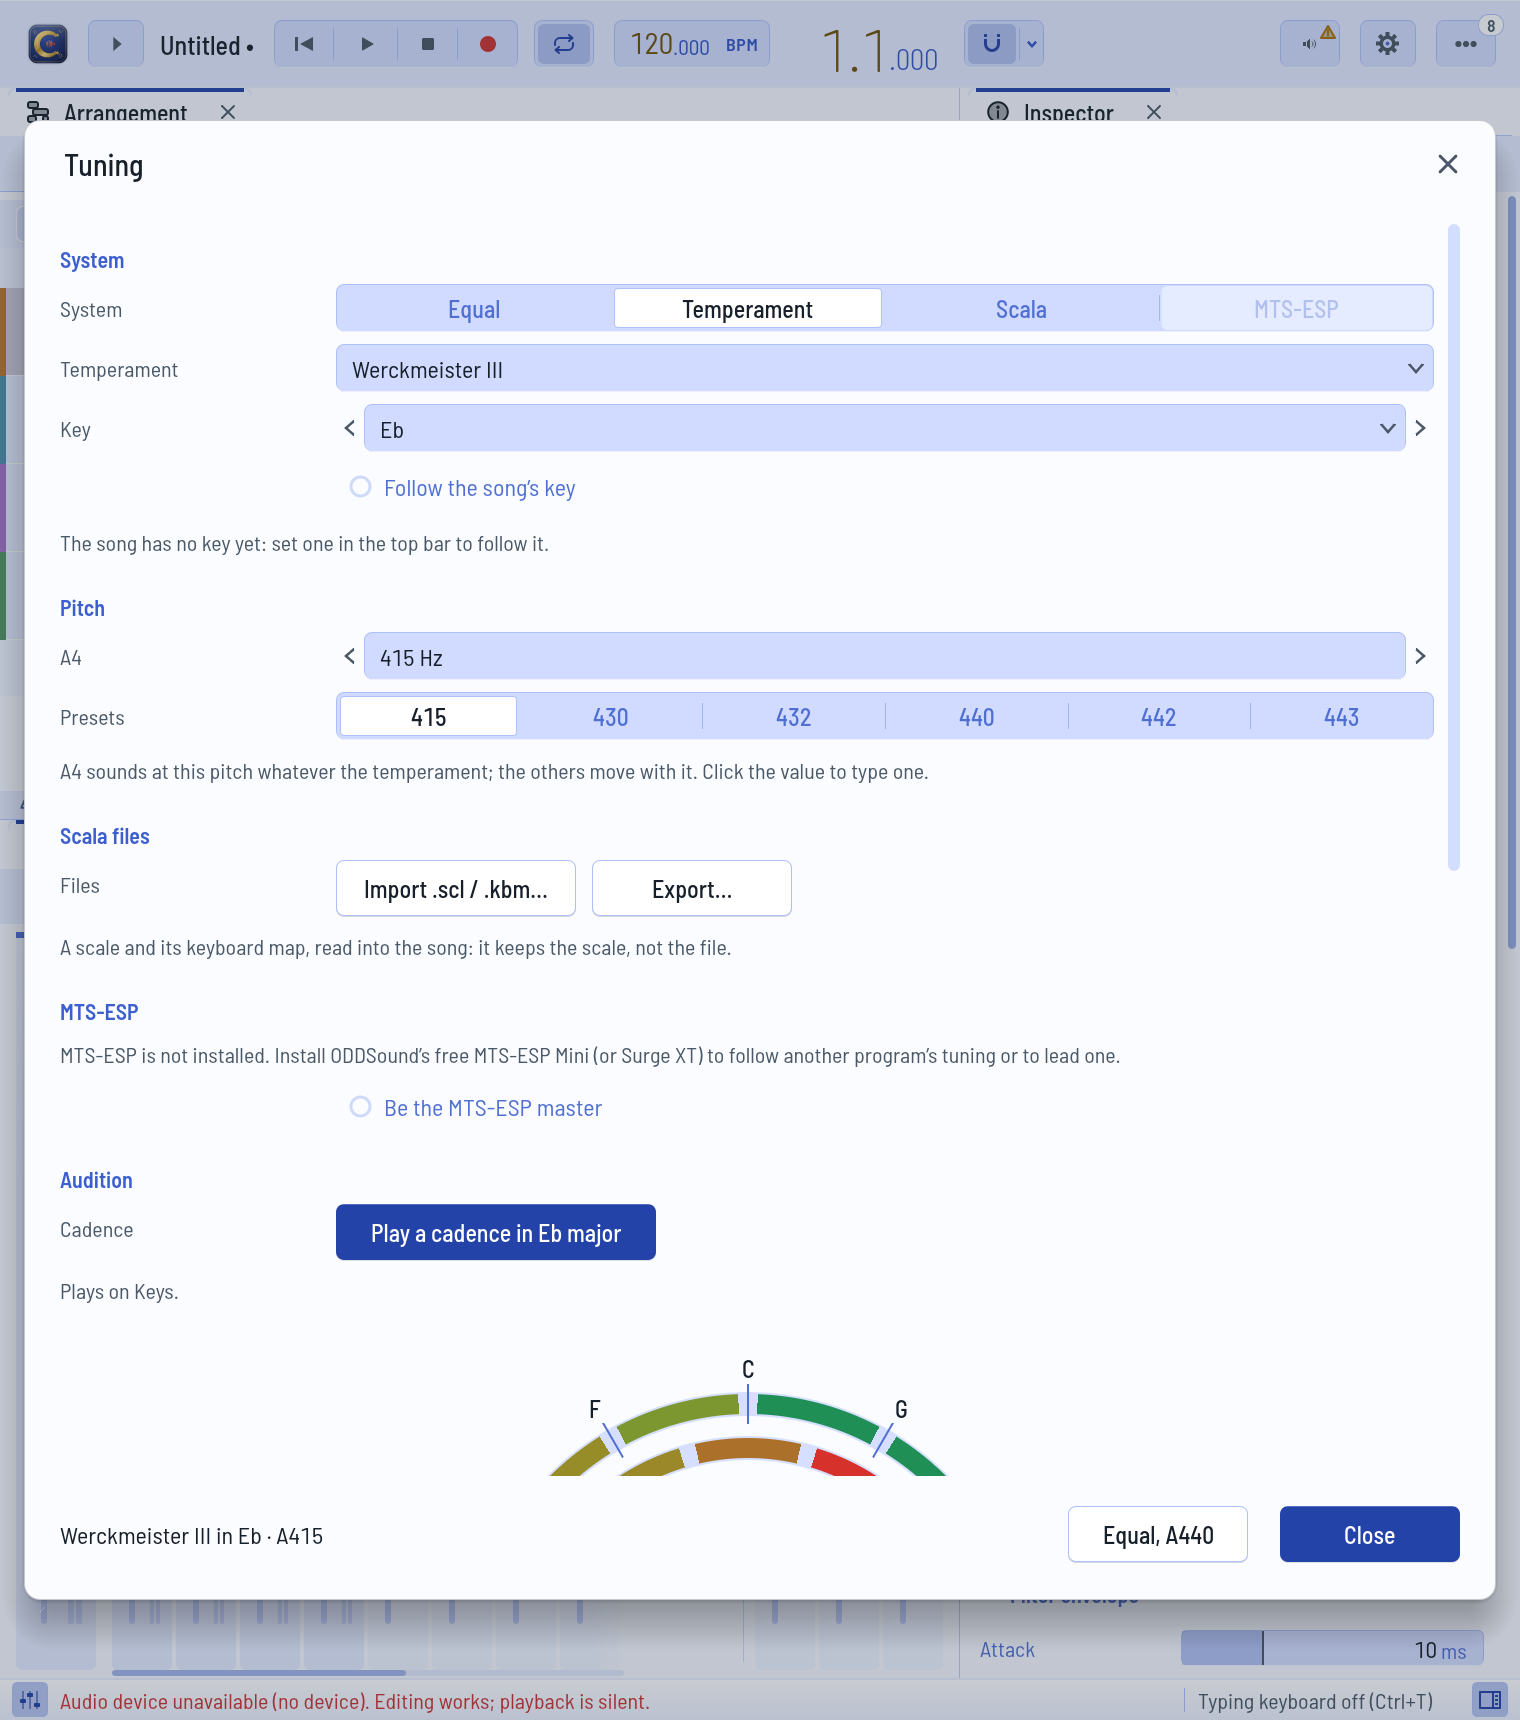 Untitled •
120.000 BPM
1.1.000
8
Arrangement
Inspector
Tuning
System
System
Equal
Temperament
Scala
MTS-ESP
Temperament
Werckmeister III
Key
Eb
Follow the song's key
The song has no key yet: set one in the top bar to follow it.
Pitch
A4
415 Hz
Presets
415
430
432
440
442
443
A4 sounds at this pitch whatever the temperament; the others move with it. Click the value to type one.
Scala files
Files
Import .scl / .kbm...
Export...
A scale and its keyboard map, read into the song: it keeps the scale, not the file.
MTS-ESP
MTS-ESP is not installed. Install ODDSound's free MTS-ESP Mini (or Surge XT) to follow another program's tuning or to lead one.
Be the MTS-ESP master
Audition
Cadence
Play a cadence in Eb major
Plays on Keys.
C
F
G
Werckmeister III in Eb · A415
Equal, A440
Close
Attack
10 ms
Audio device unavailable (no device). Editing works; playback is silent.
Typing keyboard off (Ctrl+T)